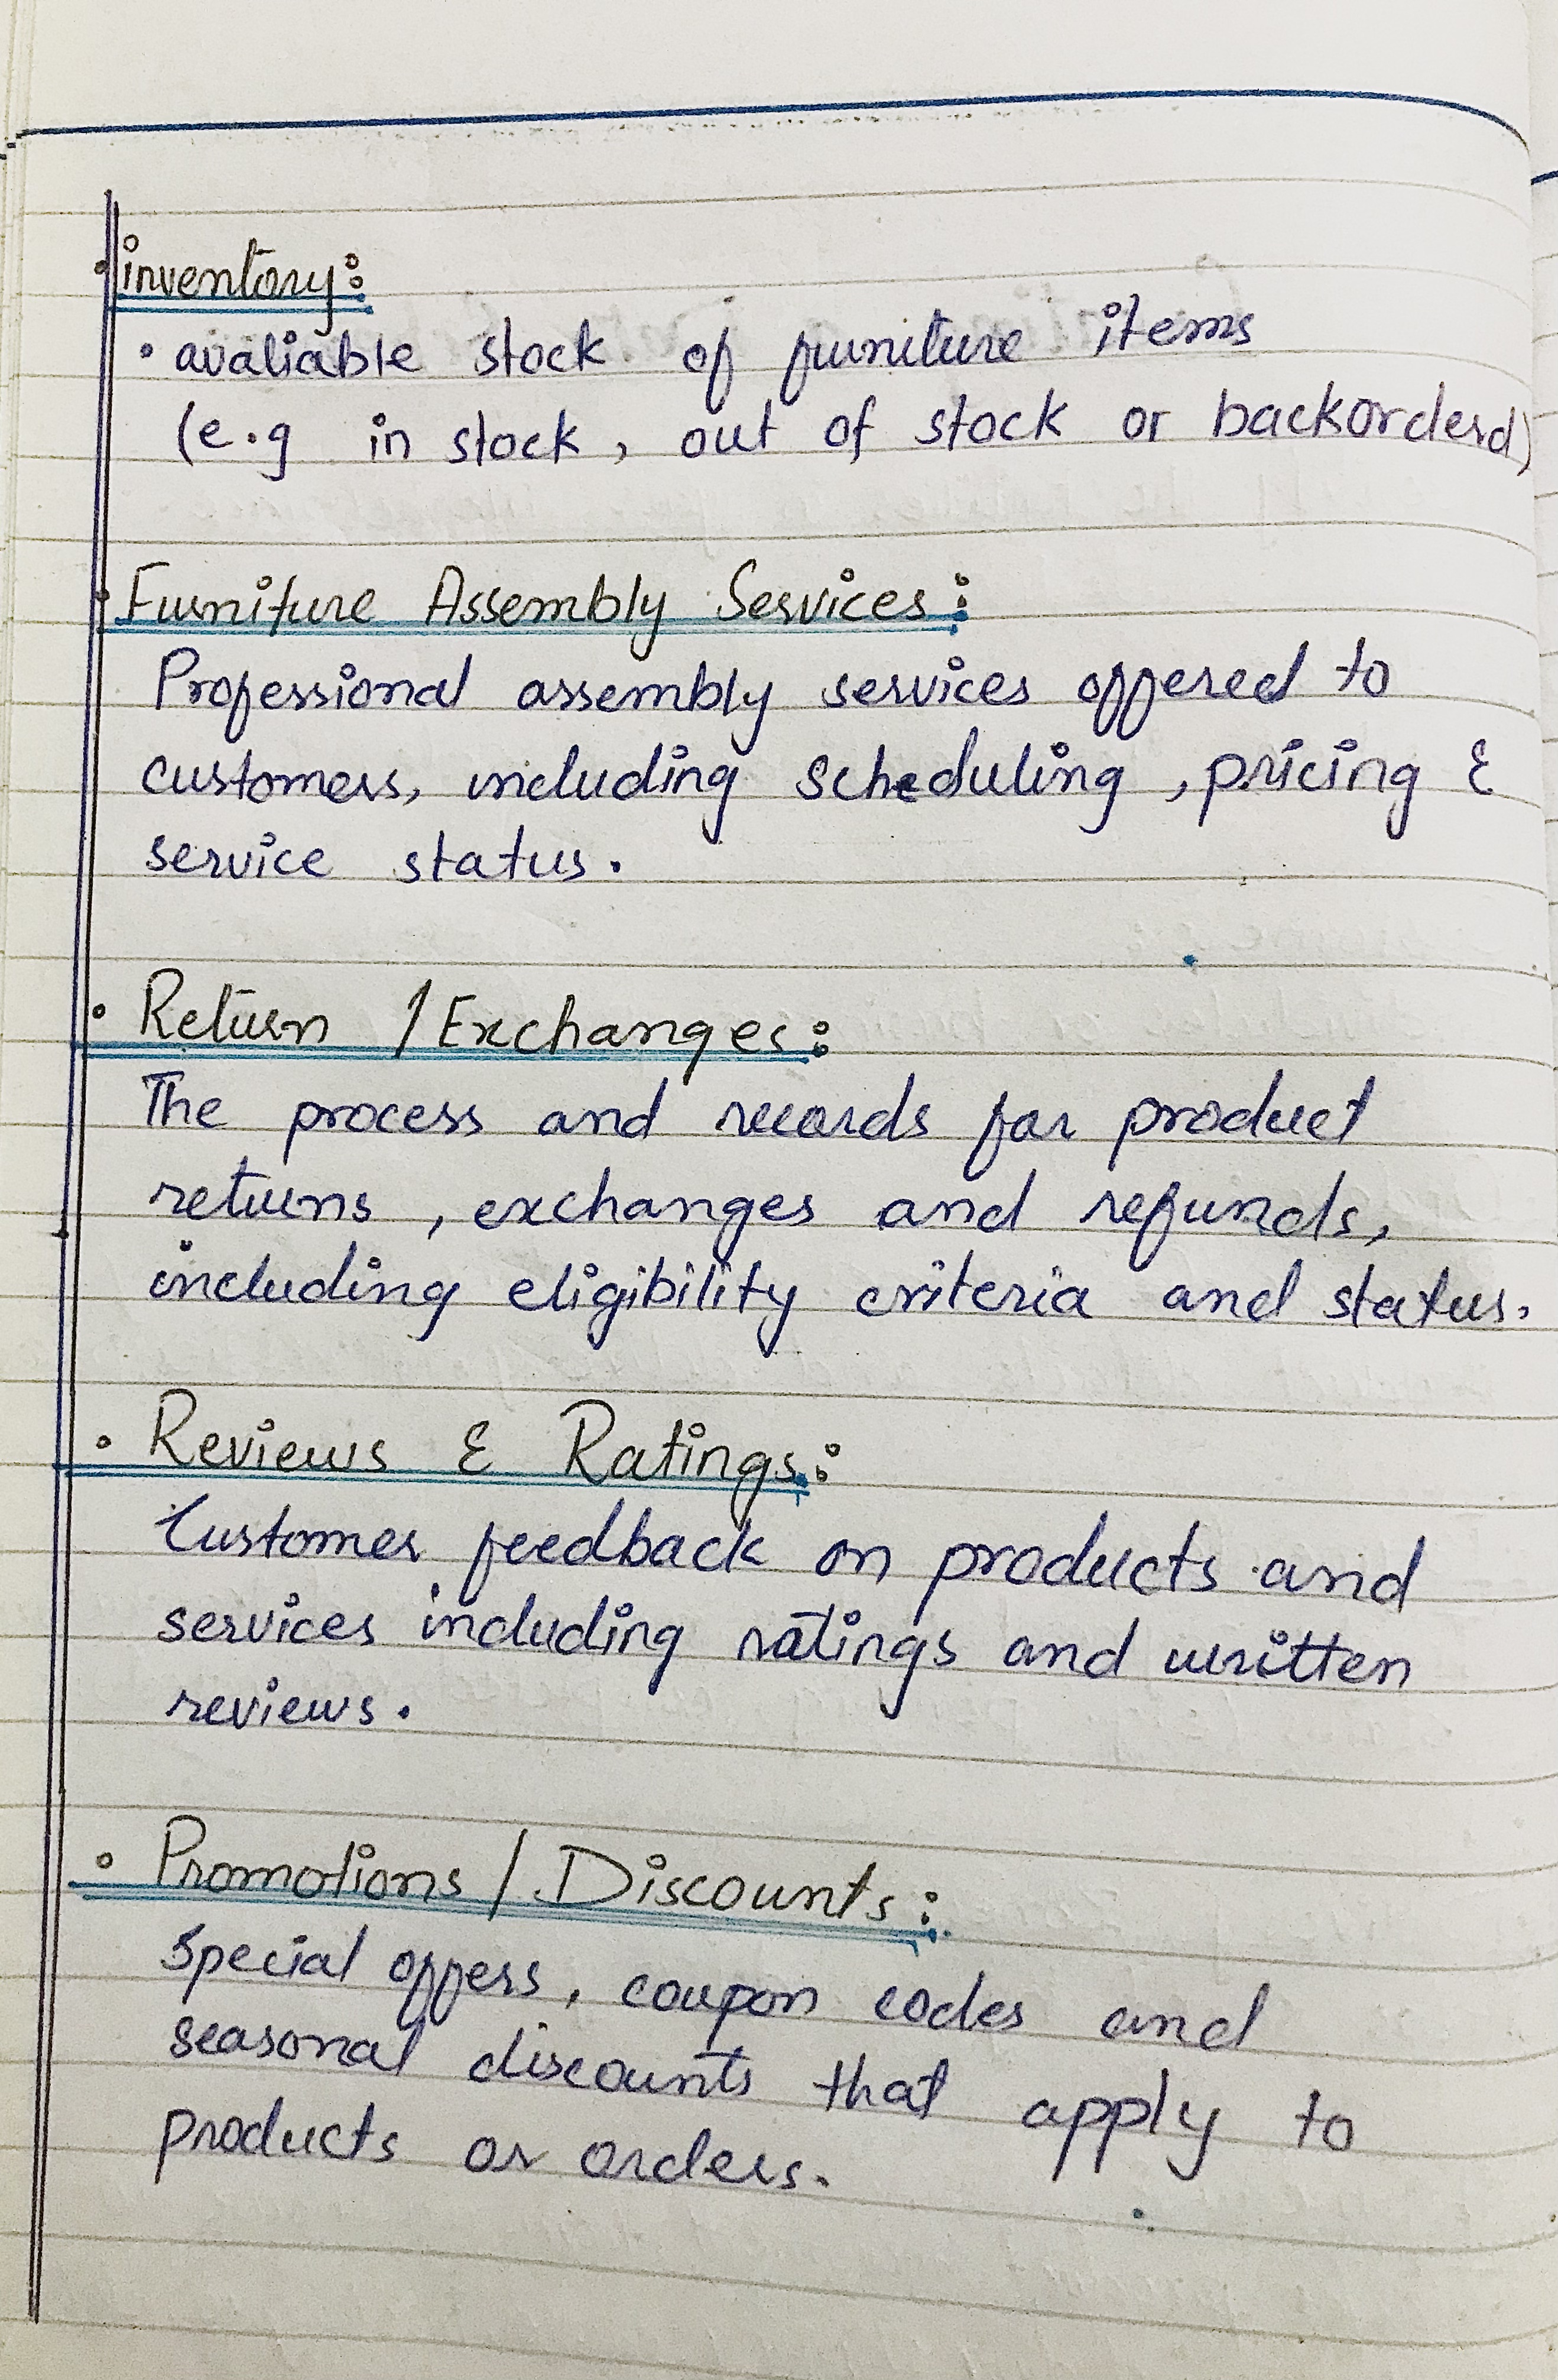 • inventory:
• avaliable stock of furniture items
(e.g in stock, out of stock or backorderd)
• Furniture Assembly Services:
Professional assembly services offered to
customers, including scheduling, pricing &
service status.
• Return / Exchanges:
The process and records for product
returns, exchanges and refunds,
including eligibility criteria and status.
• Reviews & Ratings:
Customer feedback on products and
services including ratings and written
reviews.
• Promotions / Discounts:
Special offers, coupon codes and
seasonal discounts that apply to
products or orders.